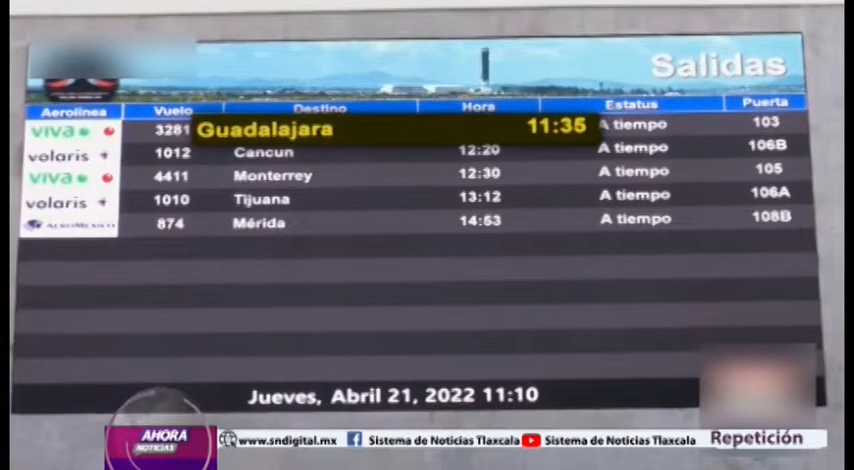 Salidas
Aerolinea Vuelo Destino Hora Estatus Puerta
viva 3281 Guadalajara 11:35 A tiempo 103
volaris 1012 Cancun 12:20 A tiempo 106B
viva 4411 Monterrey 12:30 A tiempo 105
volaris 1010 Tijuana 13:12 A tiempo 106A
AEROMEXICO 874 Mérida 14:53 A tiempo 108B
Jueves, Abril 21, 2022 11:10
AHORA
NOTICIAS
www.sndigital.mx Sistema de Noticias Tlaxcala Sistema de Noticias Tlaxcala Repetición